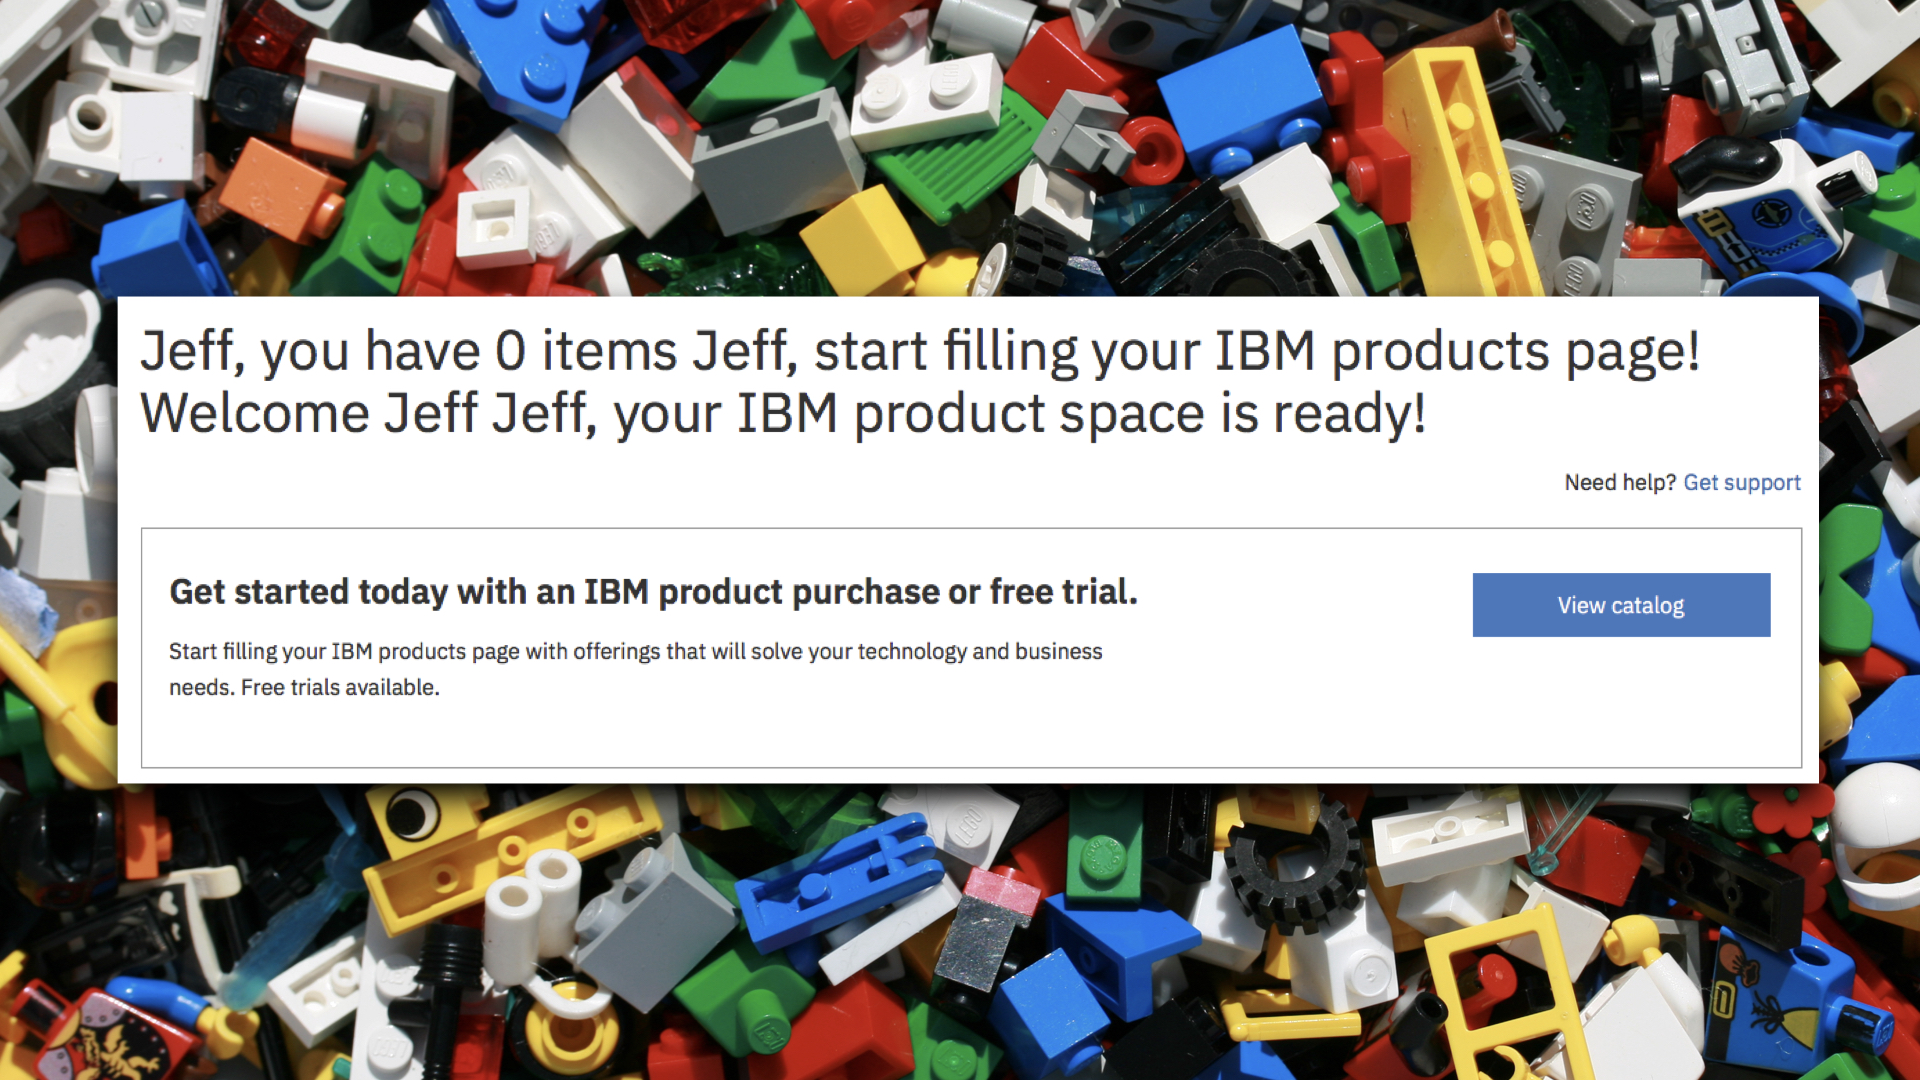 Jeff, you have 0 items Jeff, start filling your IBM products page!
Welcome Jeff Jeff, your IBM product space is ready!
Need help? Get support
Get started today with an IBM product purchase or free trial.
View catalog
Start filling your IBM products page with offerings that will solve your technology and business
needs. Free trials available.